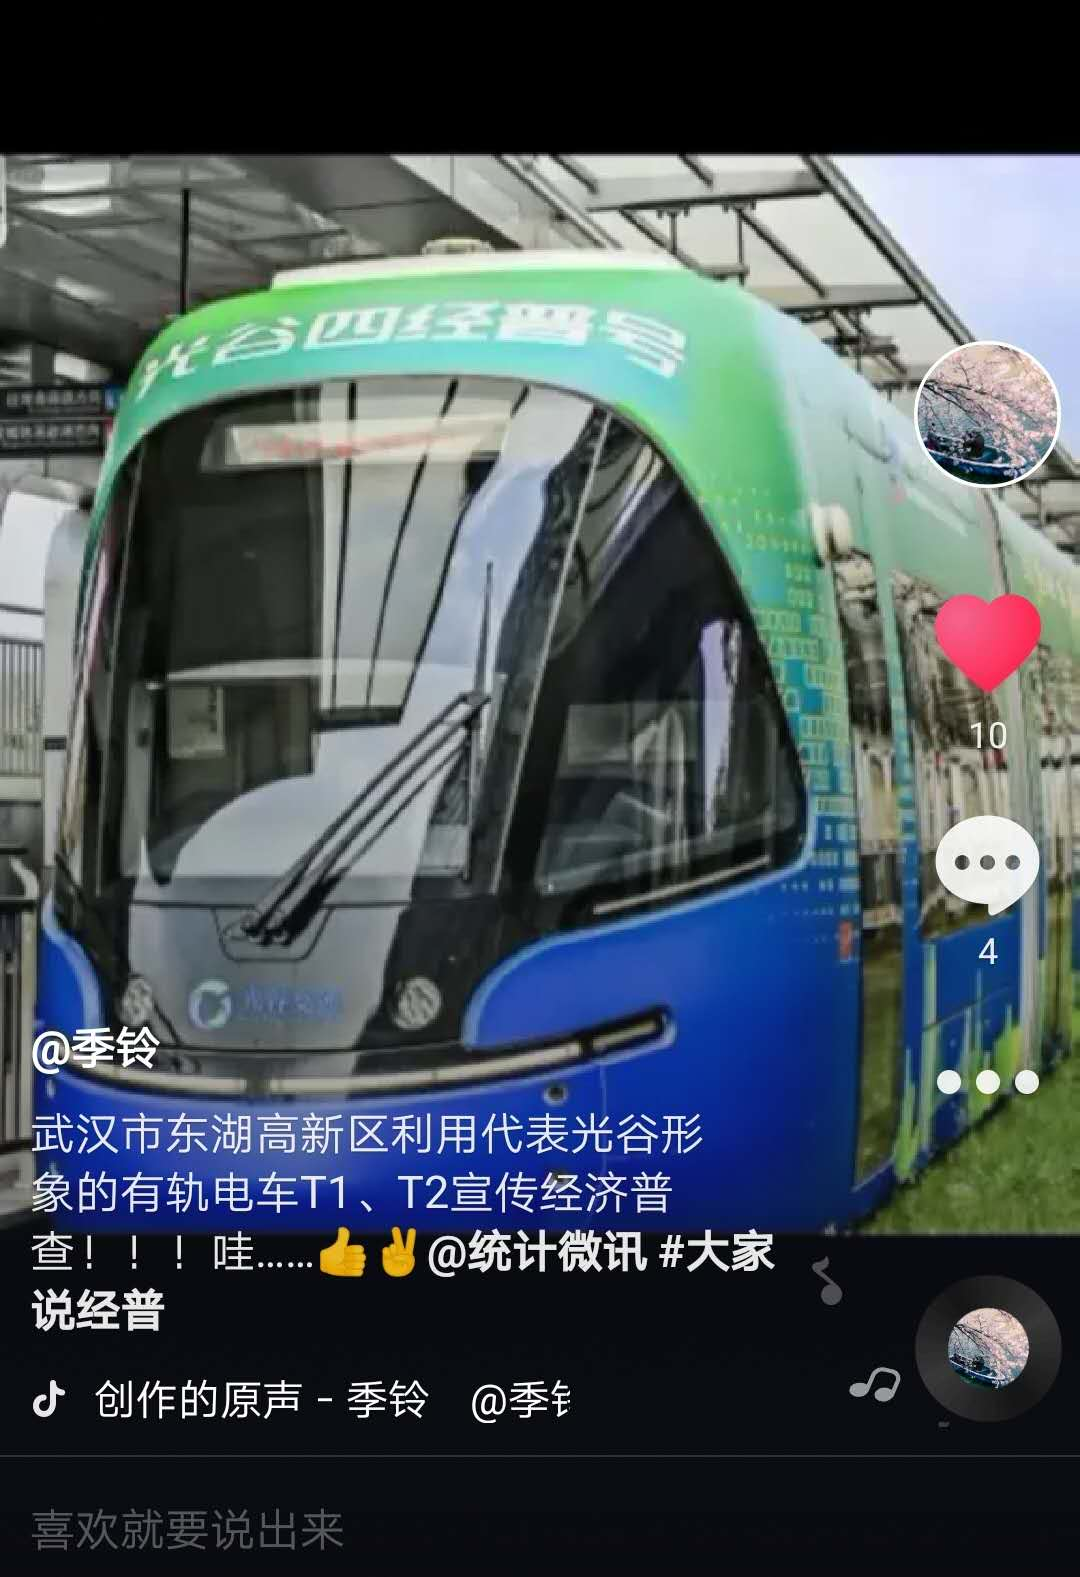 光谷四经普号
10
4
@季铃
武汉市东湖高新区利用代表光谷形
象的有轨电车T1、T2宣传经济普
查！！！哇……👍✌@统计微讯 #大家
说经普
创作的原声 - 季铃 @季铃
喜欢就要说出来